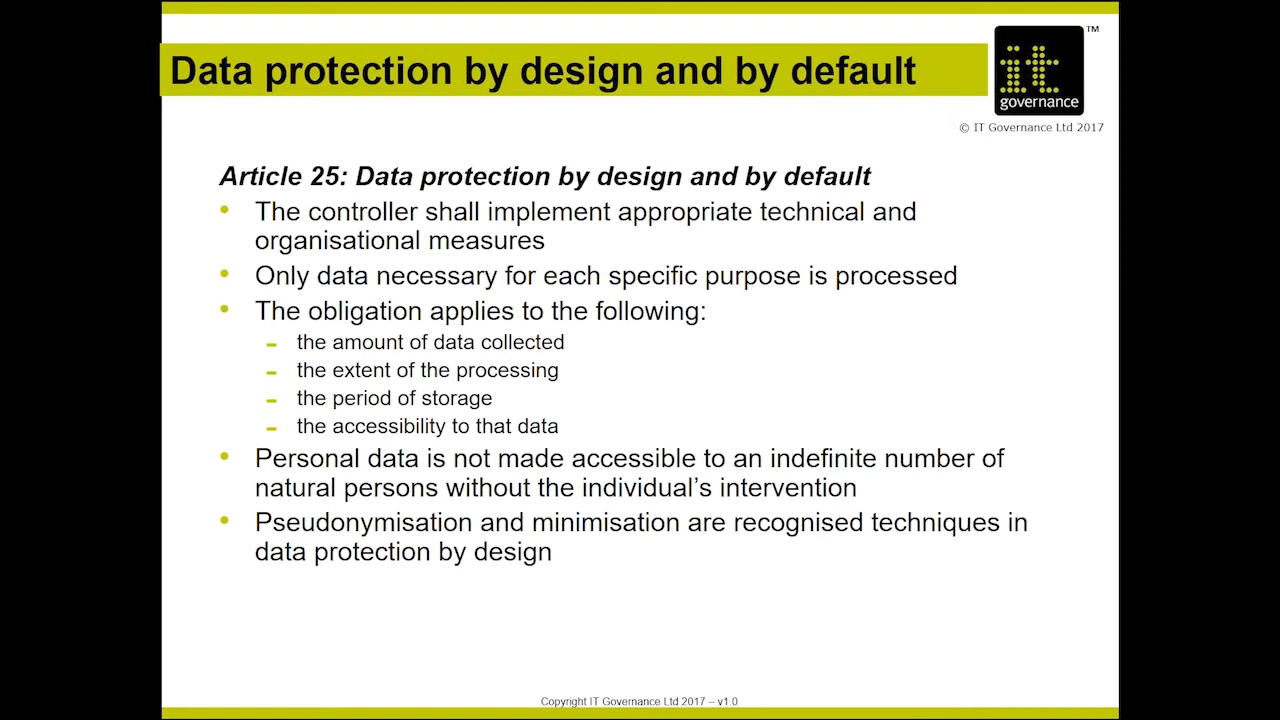 Data protection by design and by default
it
governance
™
© IT Governance Ltd 2017
Article 25: Data protection by design and by default
• The controller shall implement appropriate technical and
organisational measures
• Only data necessary for each specific purpose is processed
• The obligation applies to the following:
– the amount of data collected
– the extent of the processing
– the period of storage
– the accessibility to that data
• Personal data is not made accessible to an indefinite number of
natural persons without the individual’s intervention
• Pseudonymisation and minimisation are recognised techniques in
data protection by design
Copyright IT Governance Ltd 2017 – v1.0